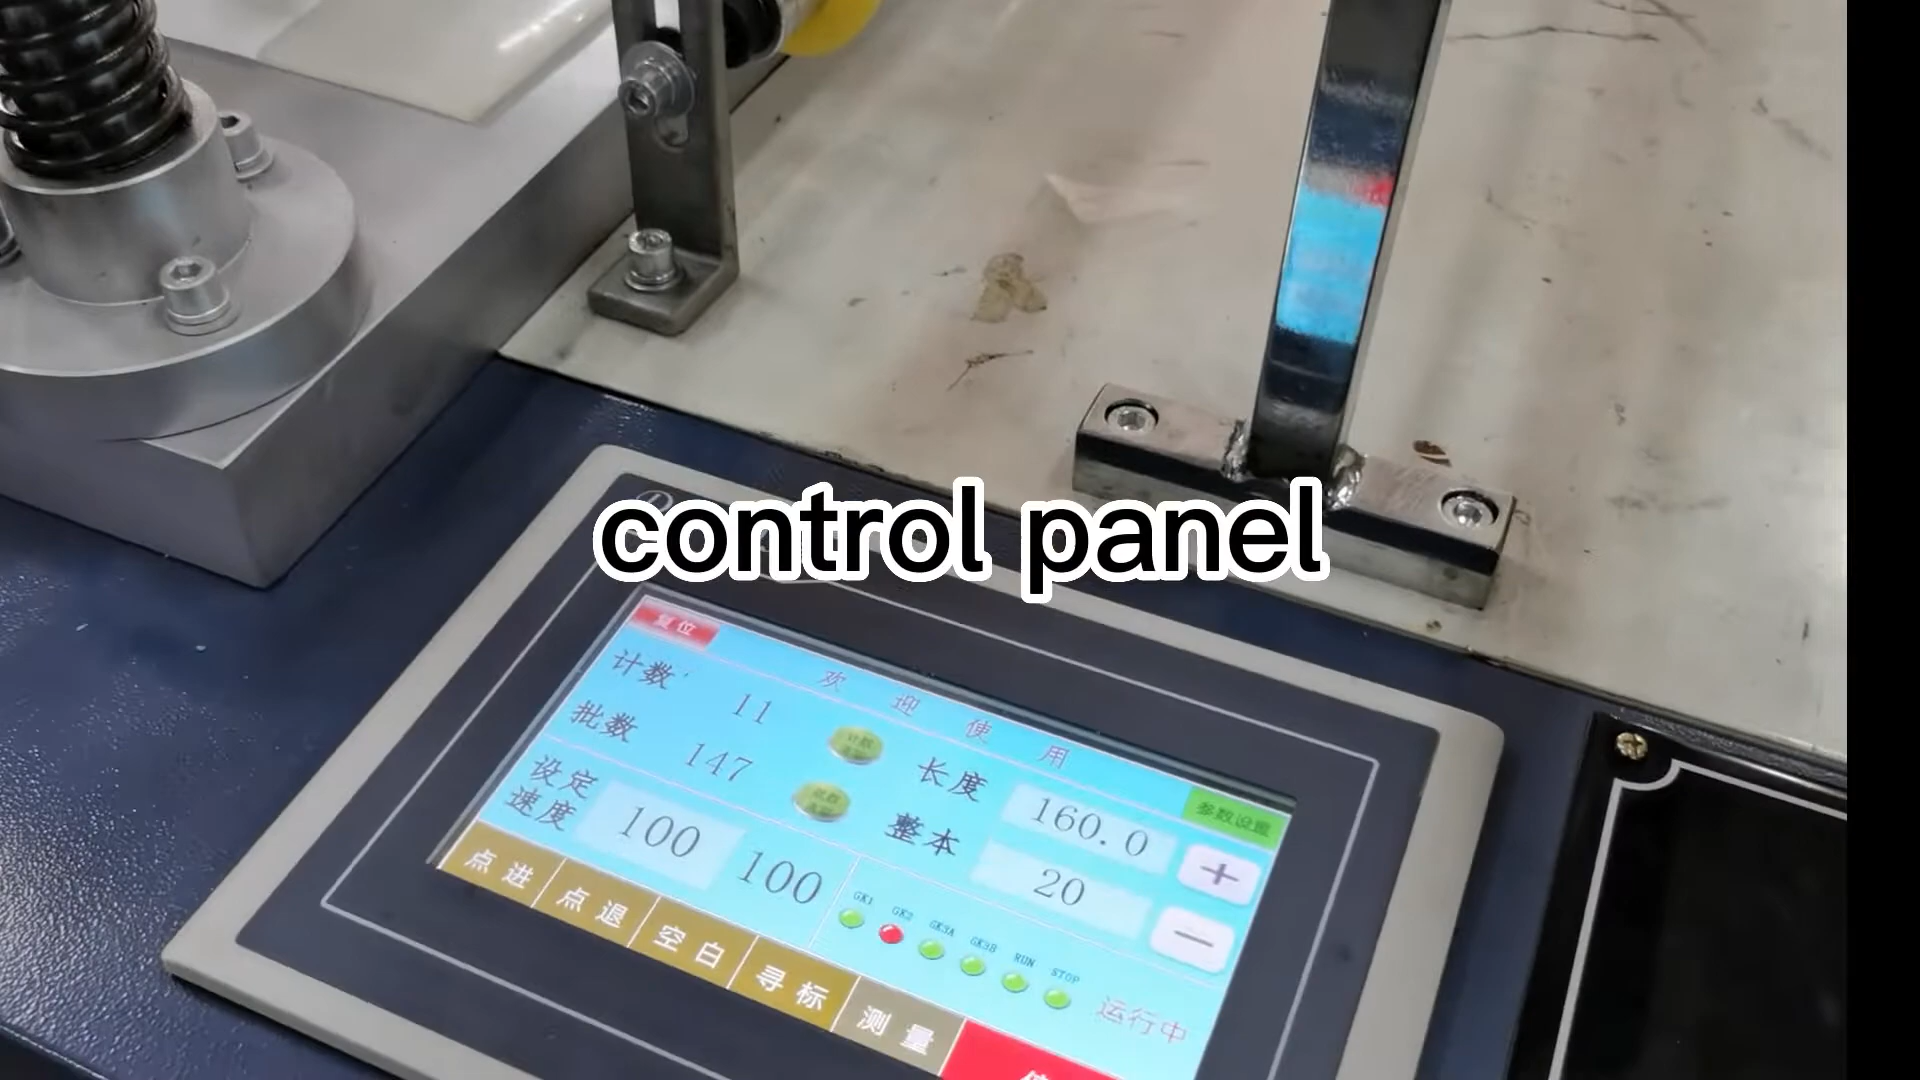 control panel
复位
欢迎使用
计数
11
批数
147
长度
160.0
参数设置
设定
速度
100
100
整本
20
+
—
GK1 GK2 GK3A GK3B RUN STOP
运行中
点进 点退 空白 寻标 测量